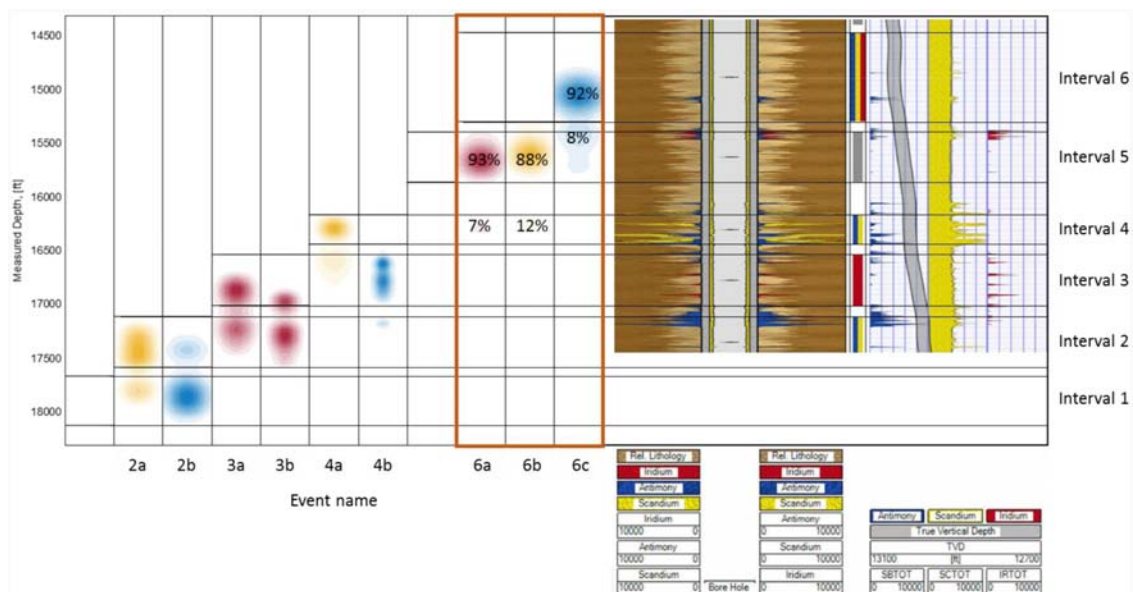 14500
15000
15500
16000
16500
17000
17500
18000
Measured Depth, [ft]
92%
8%
93%
88%
7%
12%
Interval 6
Interval 5
Interval 4
Interval 3
Interval 2
Interval 1
2a 2b 3a 3b 4a 4b 6a 6b 6c
Event name
Rel. Lithology
Iridium
Antimony
Scandium
Iridium
10000 0
Antimony
10000 0
Scandium
10000 0
Bore Hole
Rel. Lithology
Iridium
Antimony
Scandium
Antimony
0 10000
Scandium
0 10000
Iridium
0 10000
Antimony Scandium Iridium
True Vertical Depth
TVD
13100 [ft] 12700
SBTOT SCTOT IRTOT
0 10000 0 10000 0 10000